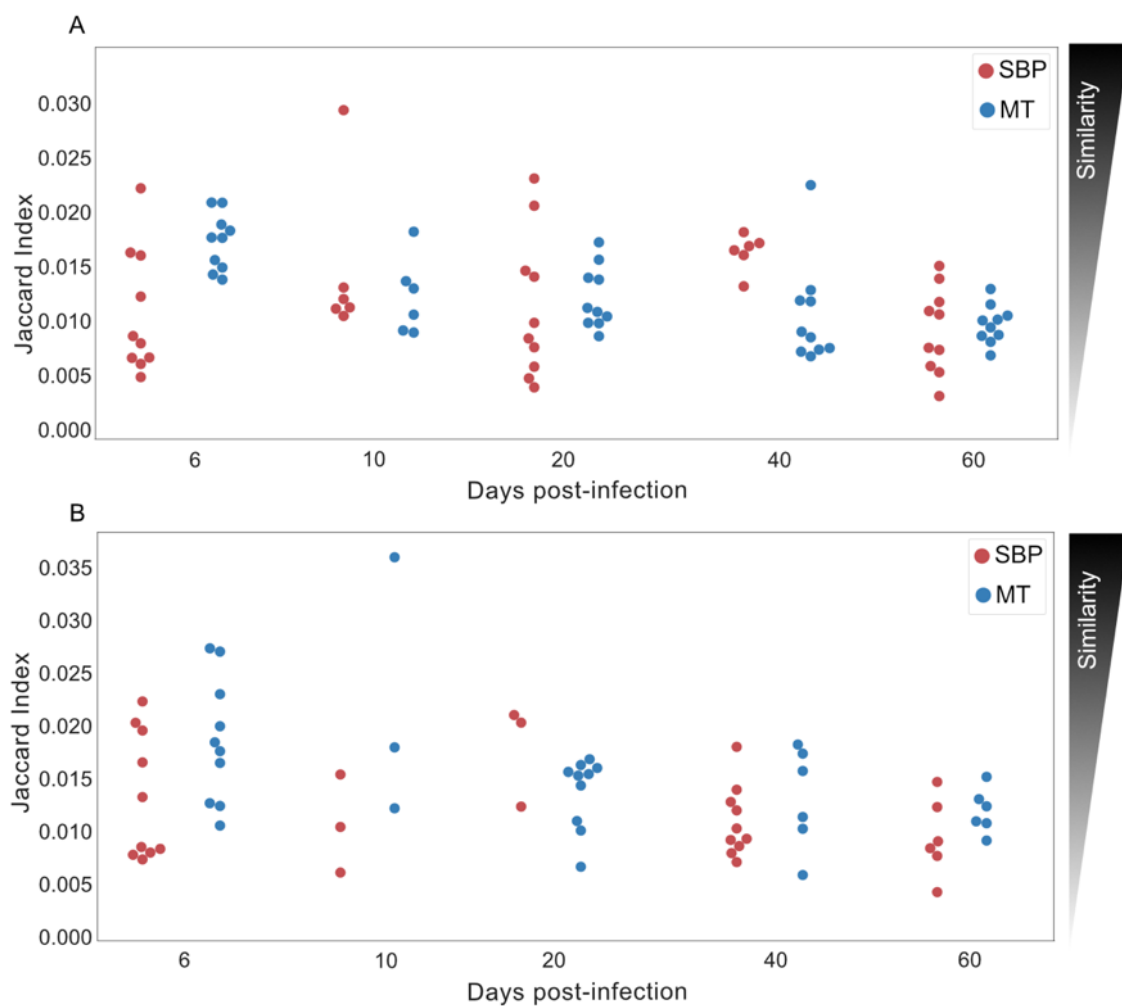 A
SBP
MT
Similarity
Jaccard Index
0.030
0.025
0.020
0.015
0.010
0.005
0.000
6 10 20 40 60
Days post-infection
B
SBP
MT
Similarity
Jaccard Index
0.035
0.030
0.025
0.020
0.015
0.010
0.005
0.000
6 10 20 40 60
Days post-infection